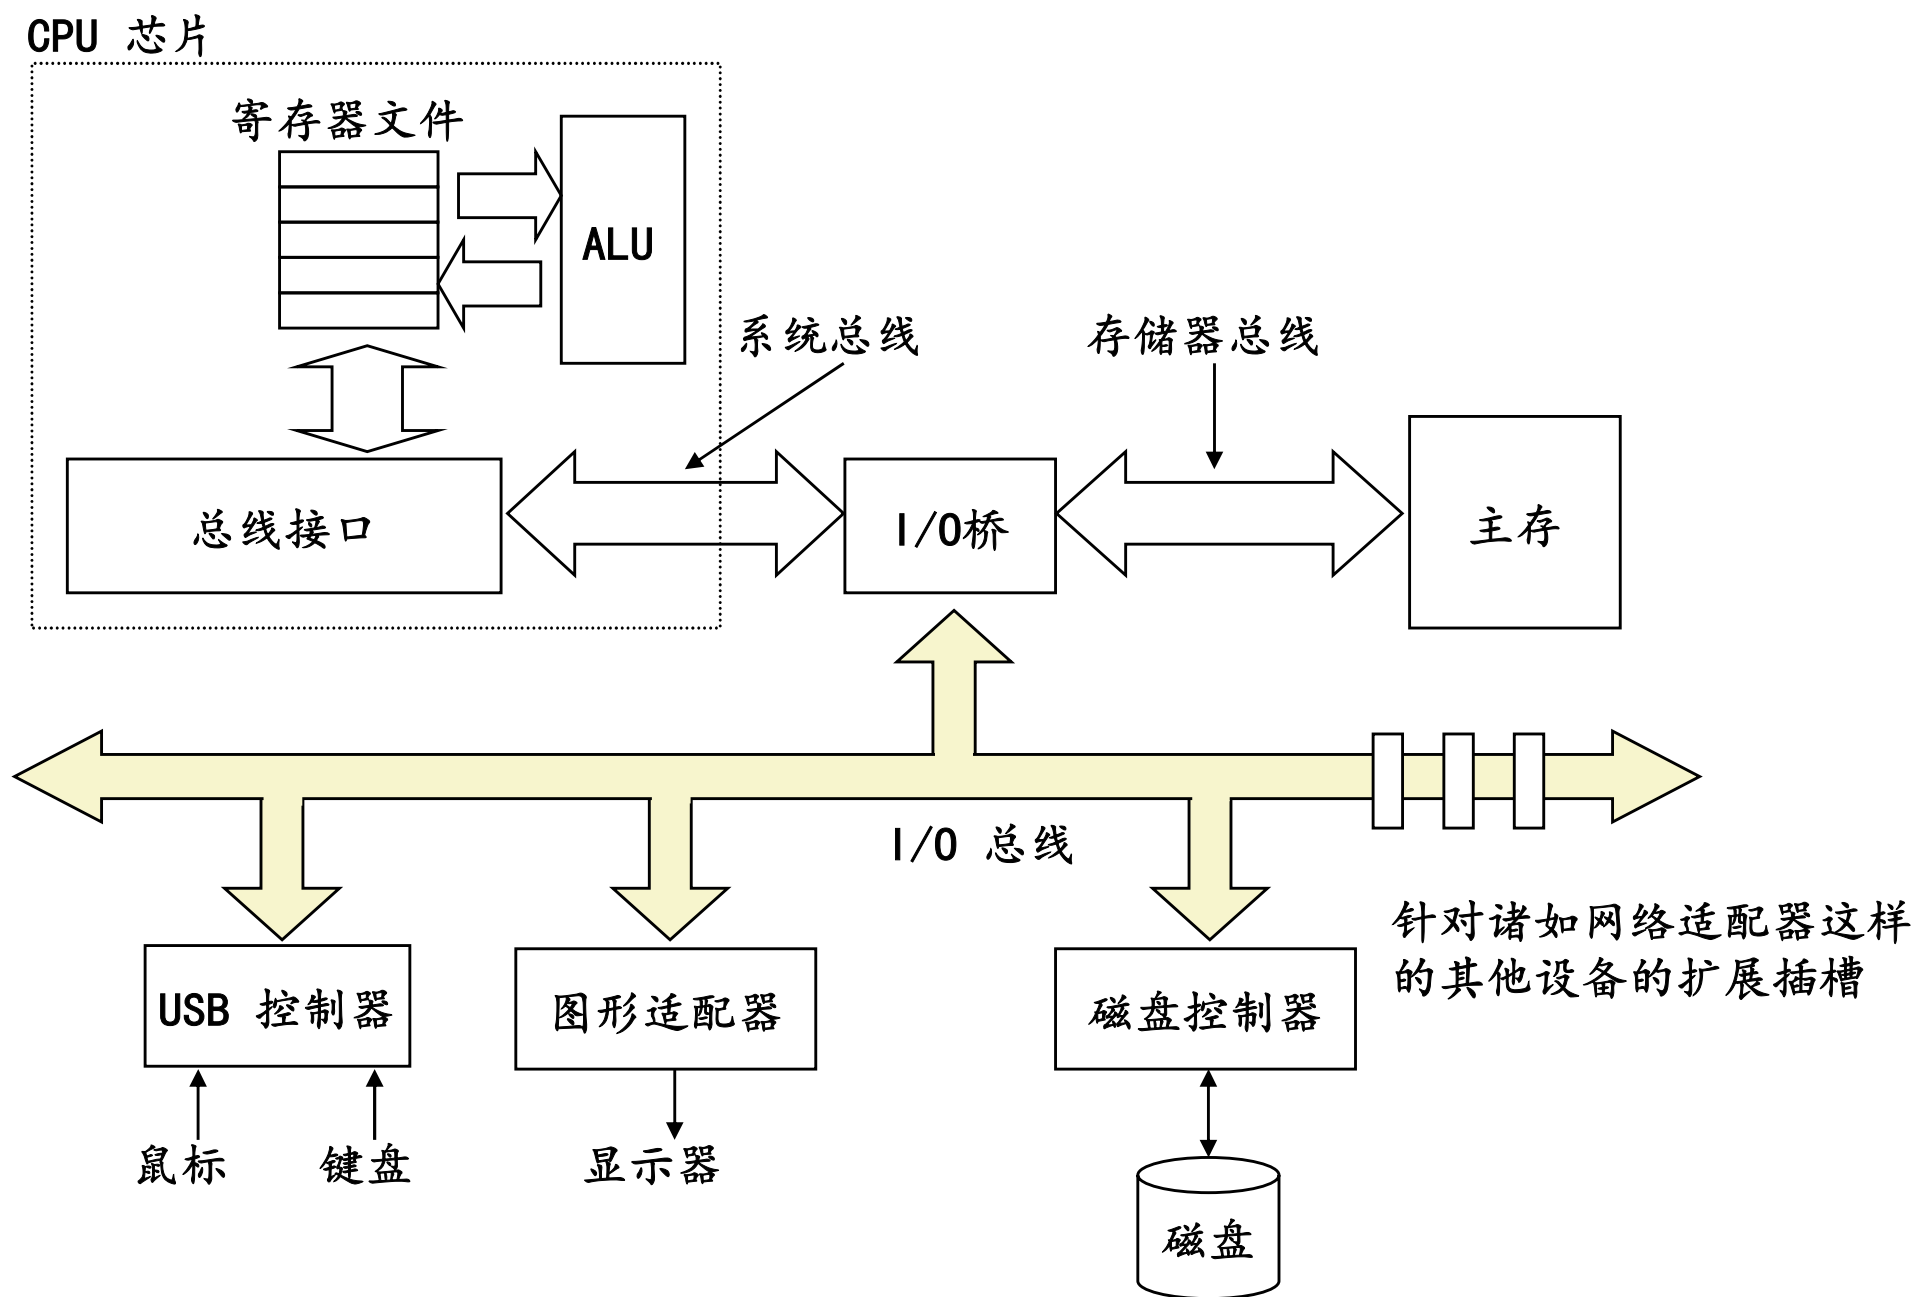 CPU 芯片
寄存器文件
ALU
系统总线
存储器总线
总线接口
I/O桥
主存
I/O 总线
针对诸如网络适配器这样
的其他设备的扩展插槽
USB 控制器
图形适配器
磁盘控制器
鼠标
键盘
显示器
磁盘